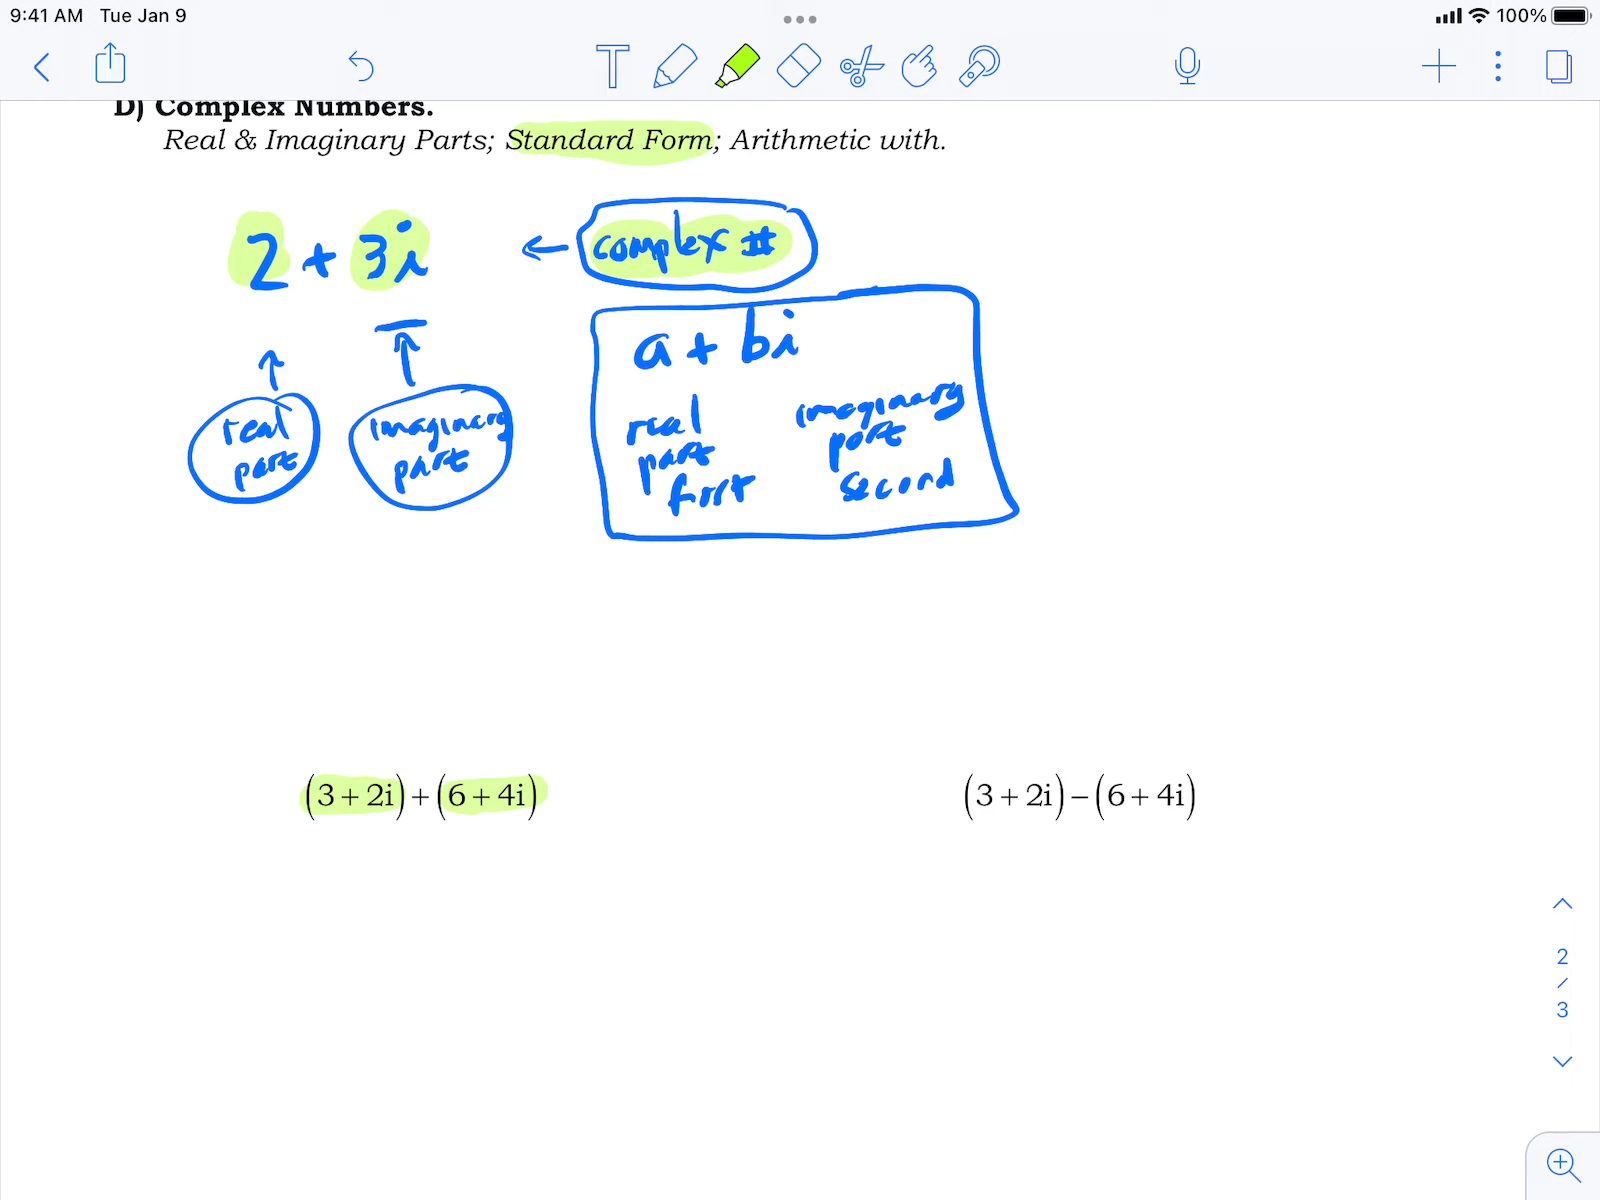 9:41 AM Tue Jan 9
100%
D) Complex Numbers.
Real & Imaginary Parts; Standard Form; Arithmetic with.
2 + 3i ← complex #
a + bi
real part
imaginary part
real part first
imaginary part second
(3 + 2i) + (6 + 4i)
(3 + 2i) – (6 + 4i)
2
/
3